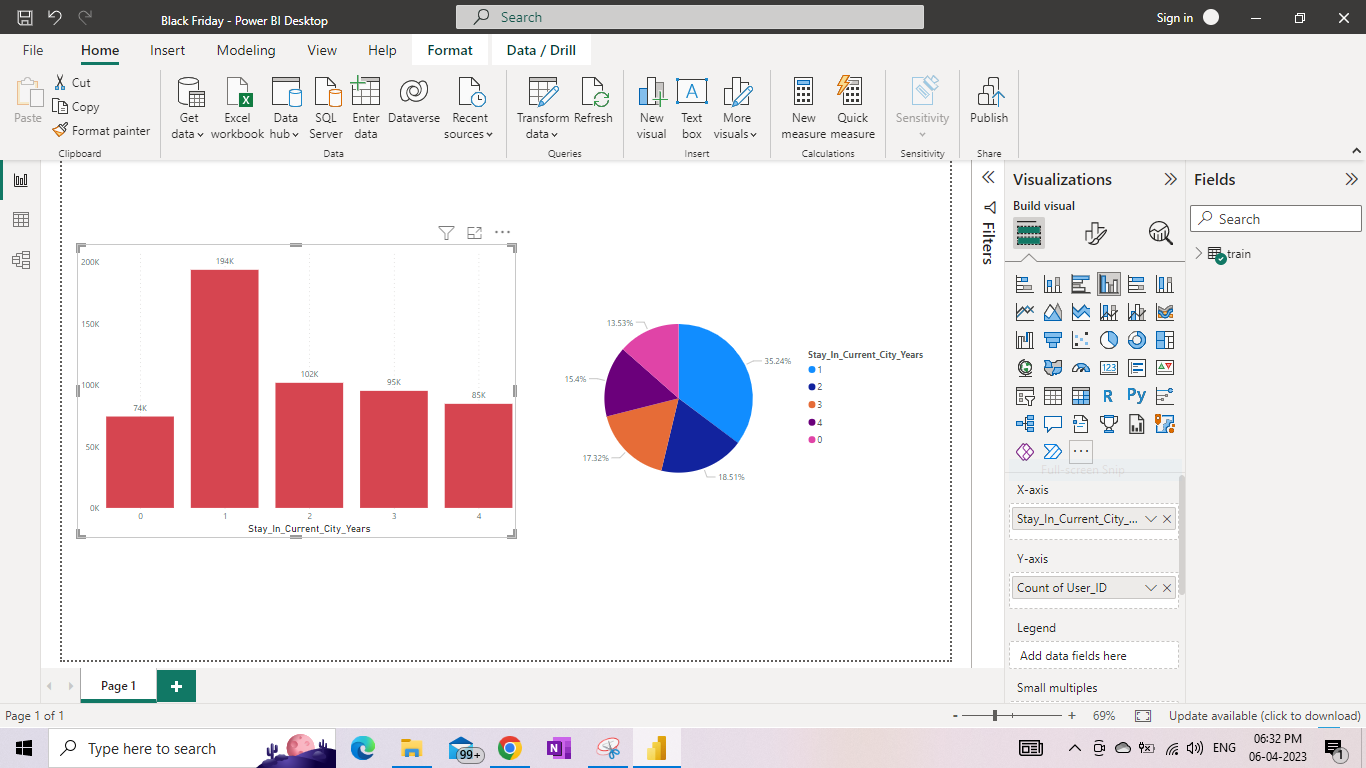 Black Friday - Power BI Desktop
Search
Sign in
File Home Insert Modeling View Help Format Data / Drill
Paste
Cut
Copy
Format painter
Get data
Excel workbook
Data hub
SQL Server
Enter data
Dataverse
Recent sources
Transform data
Refresh
New visual
Text box
More visuals
New measure
Quick measure
Sensitivity
Publish
Clipboard Data Queries Insert Calculations Sensitivity Share
200K
150K
100K
50K
0K
74K
194K
102K
95K
85K
0 1 2 3 4
Stay_In_Current_City_Years
13.53%
35.24%
15.4%
17.32%
18.51%
Stay_In_Current_City_Years
1
2
3
4
0
Filters
Visualizations
Build visual
R
Py
123
Full-screen Snip
X-axis
Stay_In_Current_City_...
Y-axis
Count of User_ID
Legend
Add data fields here
Small multiples
Fields
Search
train
Page 1
Page 1 of 1
- + 69%
Update available (click to download)
Type here to search
99+
ENG
06:32 PM
06-04-2023
1